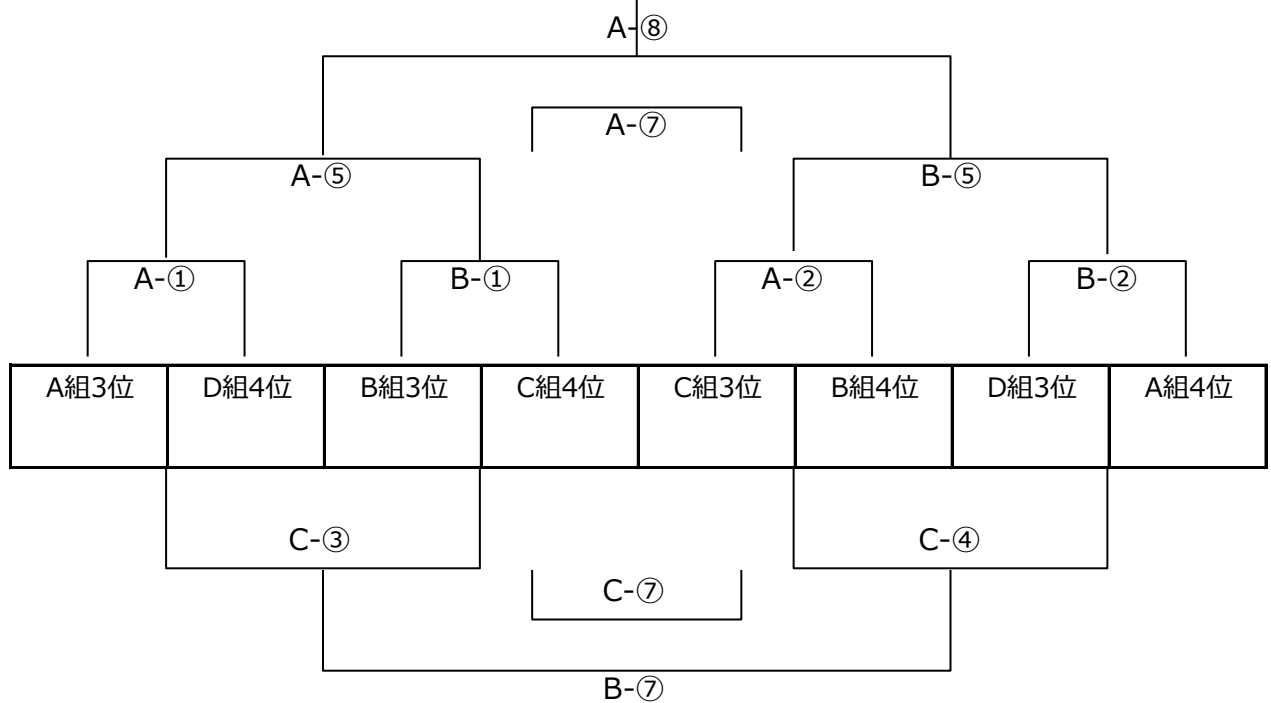 A-⑧
A-⑦
A-⑤
B-⑤
A-①
B-①
A-②
B-②
A組3位
D組4位
B組3位
C組4位
C組3位
B組4位
D組3位
A組4位
C-③
C-④
C-⑦
B-⑦